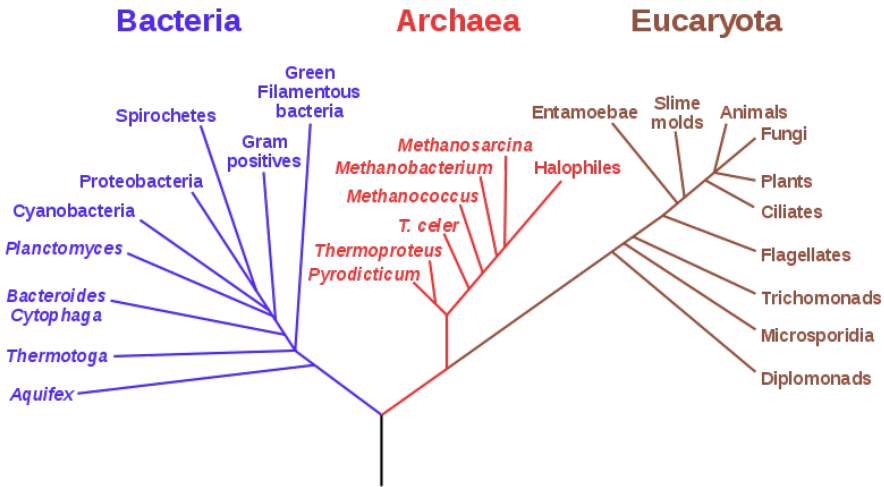 Bacteria
Archaea
Eucaryota
Green
Filamentous
bacteria
Spirochetes
Gram
positives
Proteobacteria
Cyanobacteria
Planctomyces
Bacteroides
Cytophaga
Thermotoga
Aquifex
Methanosarcina
Methanobacterium
Halophiles
Methanococcus
T. celer
Thermoproteus
Pyrodicticum
Entamoebae
Slime
molds
Animals
Fungi
Plants
Ciliates
Flagellates
Trichomonads
Microsporidia
Diplomonads